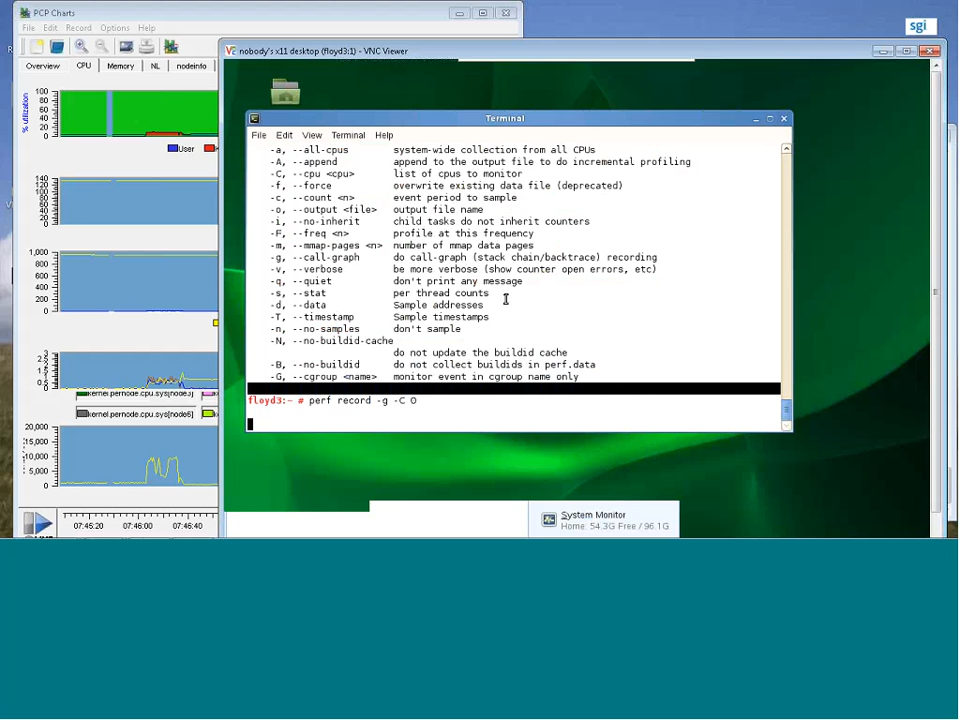 PCP Charts
File Edit Record Options Help
sgi
nobody's x11 desktop (floyd3:1) - VNC Viewer
Overview CPU Memory NL nodeinfo
Terminal
File Edit View Terminal Help
-a, --all-cpus system-wide collection from all CPUs
-A, --append append to the output file to do incremental profiling
-C, --cpu <cpu> list of cpus to monitor
-f, --force overwrite existing data file (deprecated)
-c, --count <n> event period to sample
-o, --output <file> output file name
-i, --no-inherit child tasks do not inherit counters
-F, --freq <n> profile at this frequency
-m, --mmap-pages <n> number of mmap data pages
-g, --call-graph do call-graph (stack chain/backtrace) recording
-v, --verbose be more verbose (show counter open errors, etc)
-q, --quiet don't print any message
-s, --stat per thread counts
-d, --data Sample addresses
-T, --timestamp Sample timestamps
-n, --no-samples don't sample
-N, --no-buildid-cache
do not update the buildid cache
-B, --no-buildid do not collect buildids in perf.data
-G, --cgroup <name> monitor event in cgroup name only
floyd3:~ # perf record -g -C 0
% utilization
100
80
60
40
20
0
User
140
120
100
80
60
40
20
0
1,000
800
600
400
200
0
kernel.pernode.cpu.sys[node3]
kernel.pernode.cpu.sys[node6]
20,000
15,000
10,000
5,000
0
07:45:20 07:46:00 07:46:40
System Monitor
Home: 54.3G Free / 96.1G